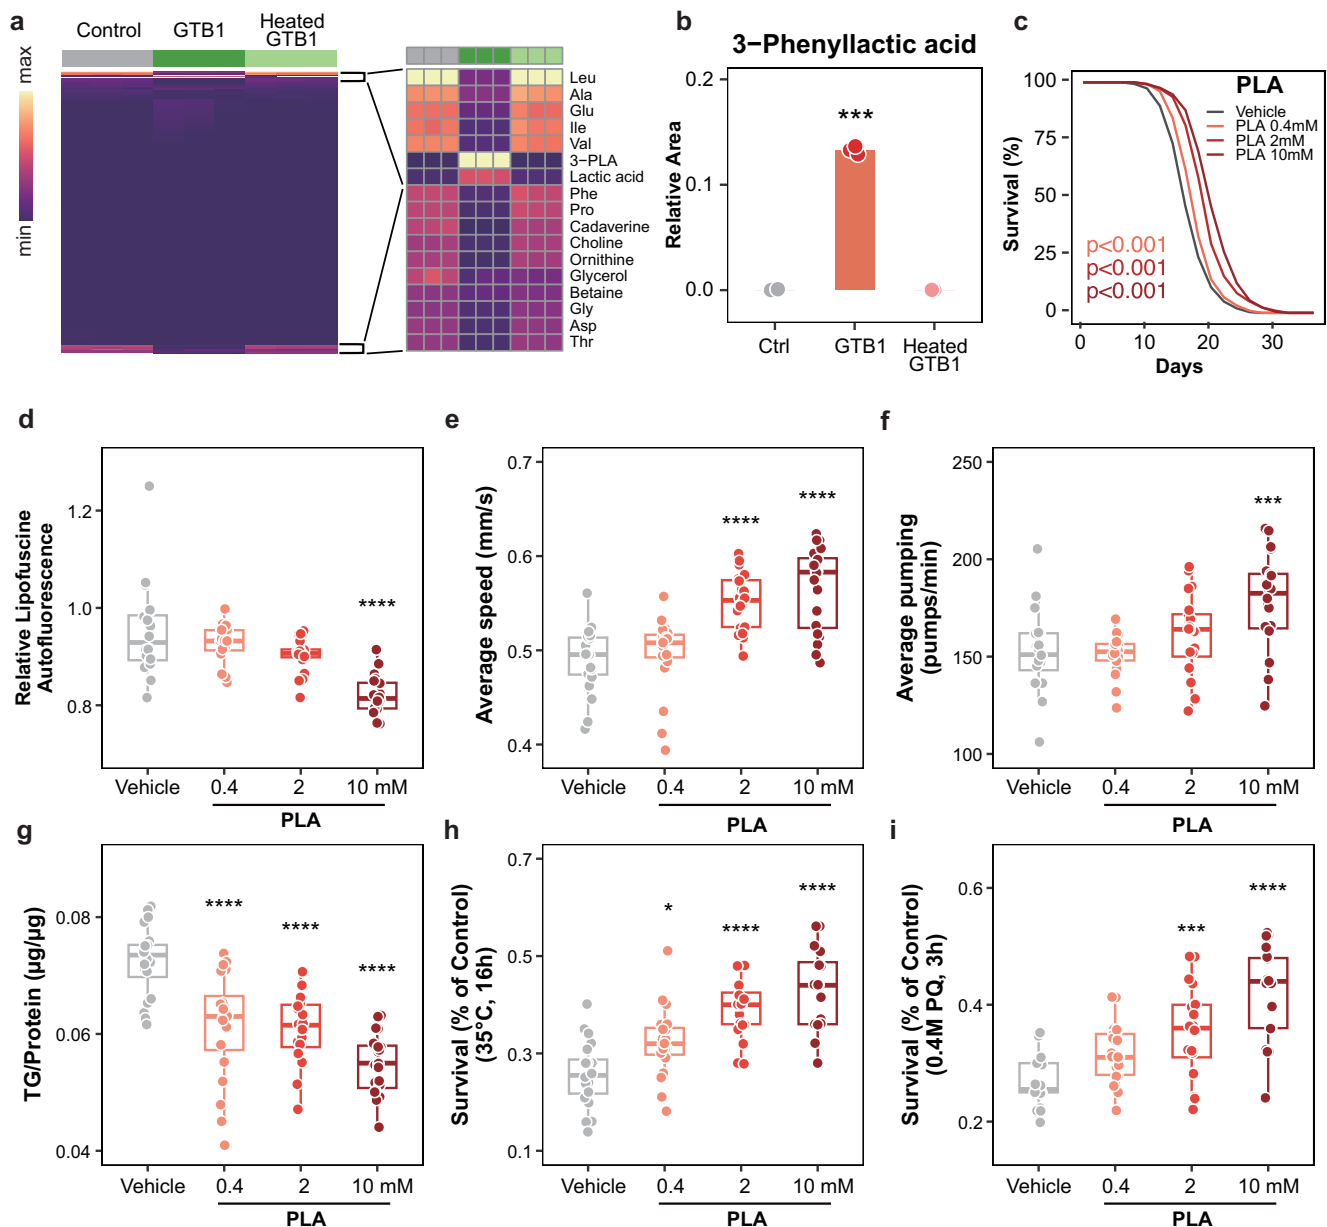 a
Control
GTB1
Heated
GTB1
max
min
Leu
Ala
Glu
Ile
Val
3−PLA
Lactic acid
Phe
Pro
Cadaverine
Choline
Ornithine
Glycerol
Betaine
Gly
Asp
Thr
b
3−Phenyllactic acid
Relative Area
0.2
0.1
0.0
***
Ctrl
GTB1
Heated
GTB1
c
PLA
Vehicle
PLA 0.4mM
PLA 2mM
PLA 10mM
Survival (%)
100
75
50
25
0
p<0.001
p<0.001
p<0.001
0
10
20
30
Days
d
Relative Lipofuscine
Autofluorescence
1.2
1.0
0.8
****
Vehicle
0.4
2
10 mM
PLA
e
Average speed (mm/s)
0.7
0.6
0.5
0.4
****
****
Vehicle
0.4
2
10 mM
PLA
f
Average pumping
(pumps/min)
250
200
150
100
***
Vehicle
0.4
2
10 mM
PLA
g
TG/Protein (µg/µg)
0.08
0.06
0.04
****
****
****
Vehicle
0.4
2
10 mM
PLA
h
Survival (% of Control)
(35°C, 16h)
0.7
0.5
0.3
0.1
*
****
****
Vehicle
0.4
2
10 mM
PLA
i
Survival (% of Control)
(0.4M PQ, 3h)
0.6
0.4
0.2
***
****
Vehicle
0.4
2
10 mM
PLA